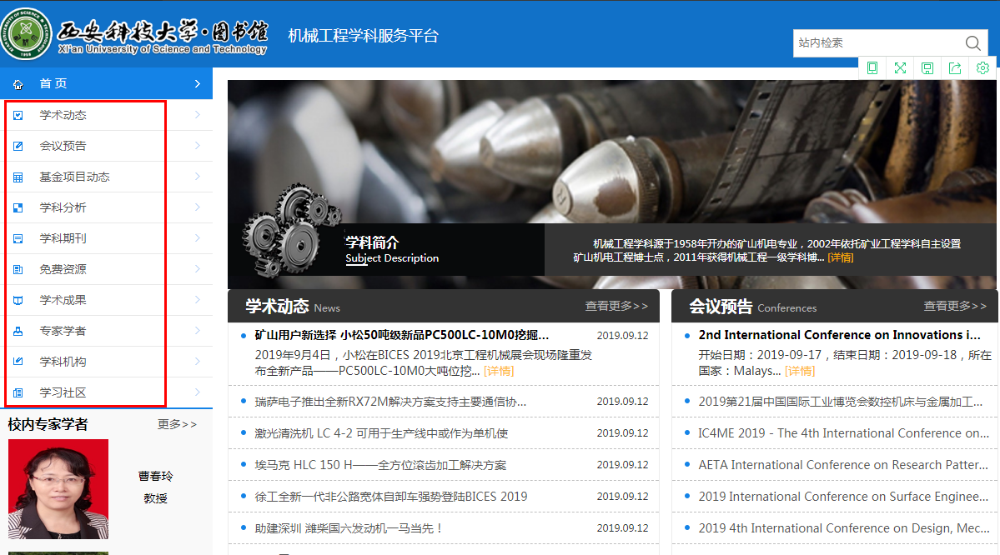 西安科技大学·图书馆
XI'an Unviversity of Science and Technology
机械工程学科服务平台
站内检索
首 页
学术动态
会议预告
基金项目动态
学科分析
学科期刊
免费资源
学术成果
专家学者
学科机构
学习社区
校内专家学者 更多>>
曹春玲
教授
学科简介
Subject Description
机械工程学科源于1958年开办的矿山机电专业，2002年依托矿业工程学科自主设置
矿山机电工程博士点，2011年获得机械工程一级学科博... [详情]
学术动态 News 查看更多>>
矿山用户新选择 小松50吨级新品PC500LC-10M0挖掘... 2019.09.12
2019年9月4日，小松在BICES 2019北京工程机械展会现场隆重发
布全新产品——PC500LC-10M0大吨位挖... [详情]
瑞萨电子推出全新RX72M解决方案支持主要通信协... 2019.09.12
激光清洗机 LC 4-2 可用于生产线中或作为单机使 2019.09.12
埃马克 HLC 150 H——全方位滚齿加工解决方案 2019.09.12
徐工全新一代非公路宽体自卸车强势登陆BICES 2019 2019.09.12
助建深圳 潍柴国六发动机一马当先！ 2019.09.12
会议预告 Conferences 查看更多>>
2nd International Conference on Innovations i...
开始日期：2019-09-17，结束日期：2019-09-18，所在
国家：Malays... [详情]
2019第21届中国国际工业博览会数控机床与金属加工...
IC4ME 2019 - The 4th International Conference on...
AETA International Conference on Research Patter...
2019 International Conference on Surface Enginee...
2019 4th International Conference on Design, Mec...